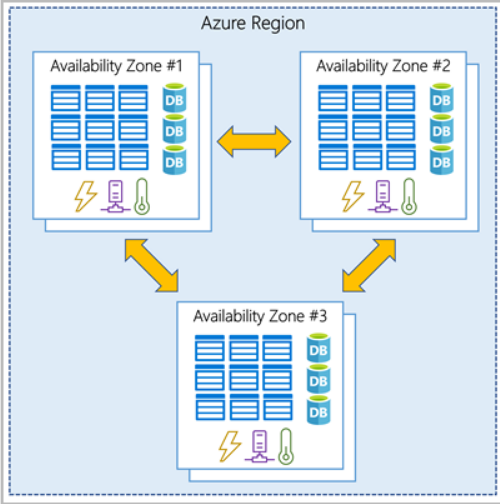 Azure Region
Availability Zone #1
DB
DB
DB
Availability Zone #2
DB
DB
DB
Availability Zone #3
DB
DB
DB